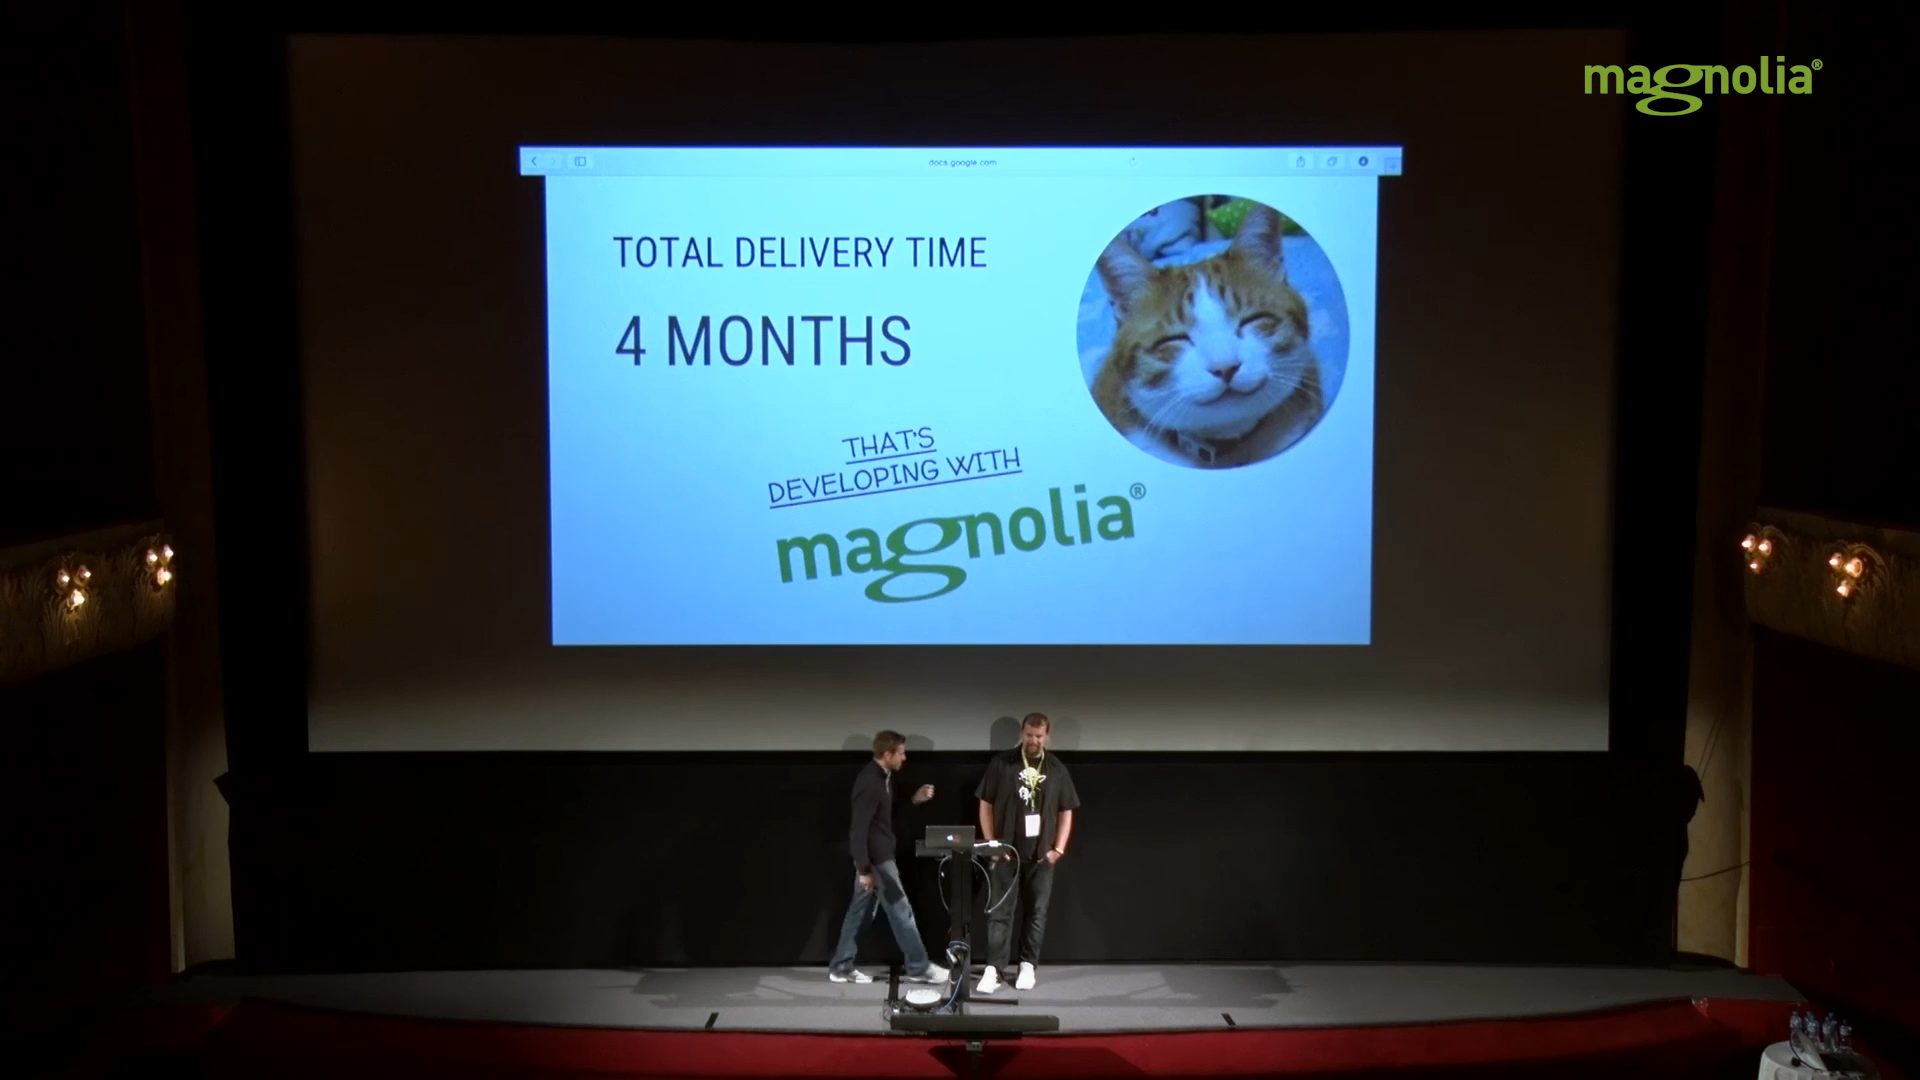 magnolia®
docs.google.com
TOTAL DELIVERY TIME
4 MONTHS
THAT'S
DEVELOPING WITH
magnolia®